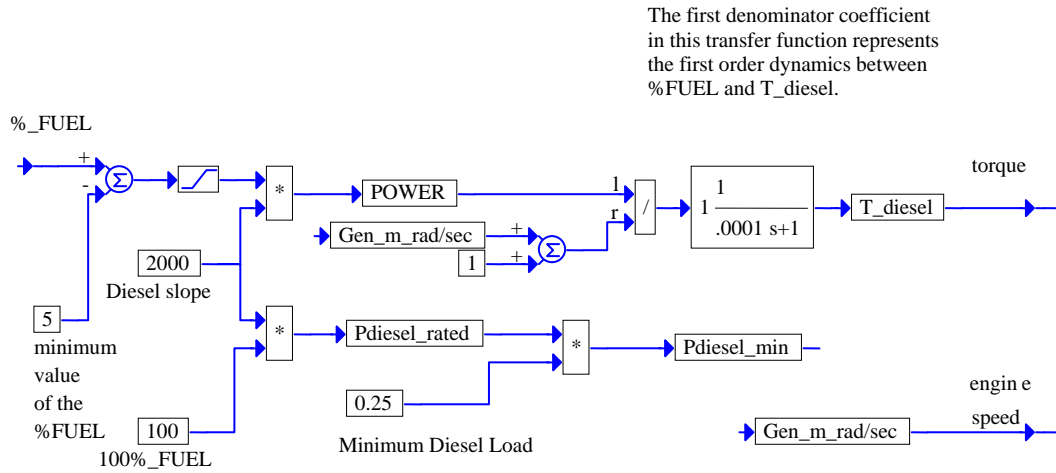 The first denominator coefficient
in this transfer function represents
the first order dynamics between
%FUEL and T_diesel.
%_FUEL
+
-
Σ
*
POWER
l
r
/
1
1
.0001 s+1
T_diesel
torque
Gen_m_rad/sec
+
1
+
Σ
2000
Diesel slope
5
minimum
value
of the
%FUEL
*
Pdiesel_rated
*
Pdiesel_min
0.25
Minimum Diesel Load
100
100%_FUEL
engin e
speed
Gen_m_rad/sec